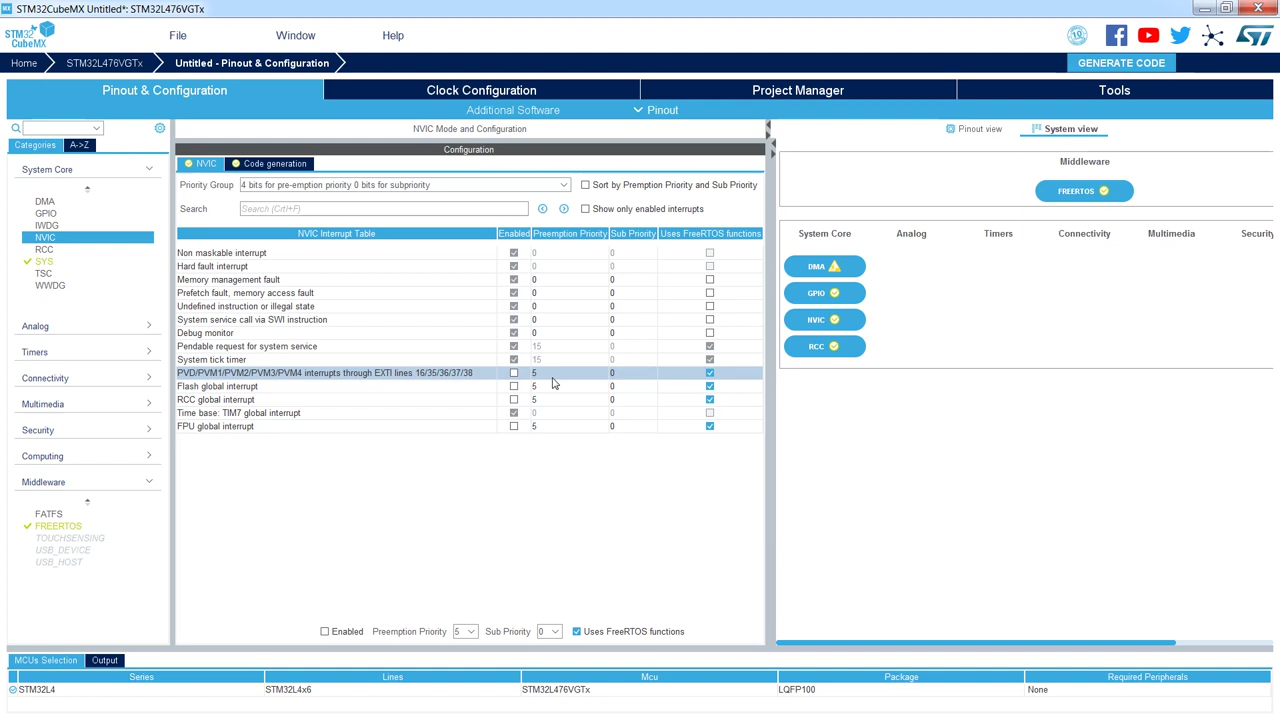 MX STM32CubeMX Untitled*: STM32L476VGTx
STM32
CubeMX
File Window Help
10
Home STM32L476VGTx Untitled - Pinout & Configuration GENERATE CODE
Pinout & Configuration Clock Configuration Project Manager Tools
Additional Software Pinout
NVIC Mode and Configuration
Pinout view System view
Categories A->Z
Configuration
NVIC Code generation
Priority Group 4 bits for pre-emption priority 0 bits for subpriority Sort by Premption Priority and Sub Priority
Search Search (CrtI+F) Show only enabled interrupts
NVIC Interrupt Table Enabled Preemption Priority Sub Priority Uses FreeRTOS functions
Non maskable interrupt 0 0
Hard fault interrupt 0 0
Memory management fault 0 0
Prefetch fault, memory access fault 0 0
Undefined instruction or illegal state 0 0
System service call via SWI instruction 0 0
Debug monitor 0 0
Pendable request for system service 15 0
System tick timer 15 0
PVD/PVM1/PVM2/PVM3/PVM4 interrupts through EXTI lines 16/35/36/37/38 5 0
Flash global interrupt 5 0
RCC global interrupt 5 0
Time base: TIM7 global interrupt 0 0
FPU global interrupt 5 0
Enabled Preemption Priority 5 Sub Priority 0 Uses FreeRTOS functions
System Core
DMA
GPIO
IWDG
NVIC
RCC
SYS
TSC
WWDG
Analog
Timers
Connectivity
Multimedia
Security
Computing
Middleware
FATFS
FREERTOS
TOUCHSENSING
USB_DEVICE
USB_HOST
Middleware
FREERTOS
System Core Analog Timers Connectivity Multimedia Security
DMA
GPIO
NVIC
RCC
MCUs Selection Output
Series Lines Mcu Package Required Peripherals
STM32L4 STM32L4x6 STM32L476VGTx LQFP100 None